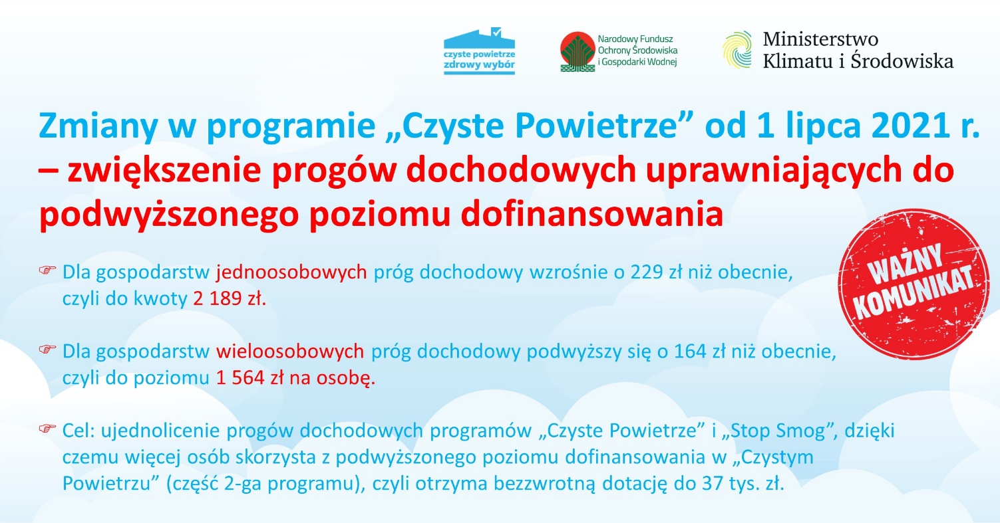 czyste powietrze
zdrowy wybór
Narodowy Fundusz
Ochrony Środowiska
i Gospodarki Wodnej
Ministerstwo
Klimatu i Środowiska
Zmiany w programie „Czyste Powietrze” od 1 lipca 2021 r.
– zwiększenie progów dochodowych uprawniających do
podwyższonego poziomu dofinansowania
WAŻNY
KOMUNIKAT
☞ Dla gospodarstw jednoosobowych próg dochodowy wzrośnie o 229 zł niż obecnie,
czyli do kwoty 2 189 zł.
☞ Dla gospodarstw wieloosobowych próg dochodowy podwyższy się o 164 zł niż obecnie,
czyli do poziomu 1 564 zł na osobę.
☞ Cel: ujednolicenie progów dochodowych programów „Czyste Powietrze” i „Stop Smog”, dzięki
czemu więcej osób skorzysta z podwyższonego poziomu dofinansowania w „Czystym
Powietrzu” (część 2-ga programu), czyli otrzyma bezzwrotną dotację do 37 tys. zł.